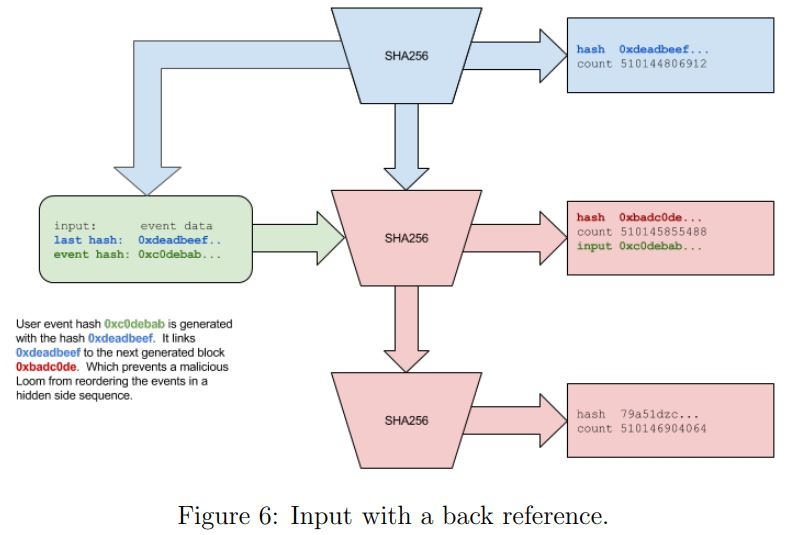 SHA256
hash 0xdeadbeef...
count 510144806912
input: event data
last hash: 0xdeadbeef..
event hash: 0xc0debab...
SHA256
hash 0xbadc0de...
count 510145855488
input 0xc0debab...
User event hash 0xc0debab is generated
with the hash 0xdeadbeef. It links
0xdeadbeef to the next generated block
0xbadc0de. Which prevents a malicious
Loom from reordering the events in a
hidden side sequence.
SHA256
hash 79a51dzc...
count 510146904064
Figure 6: Input with a back reference.